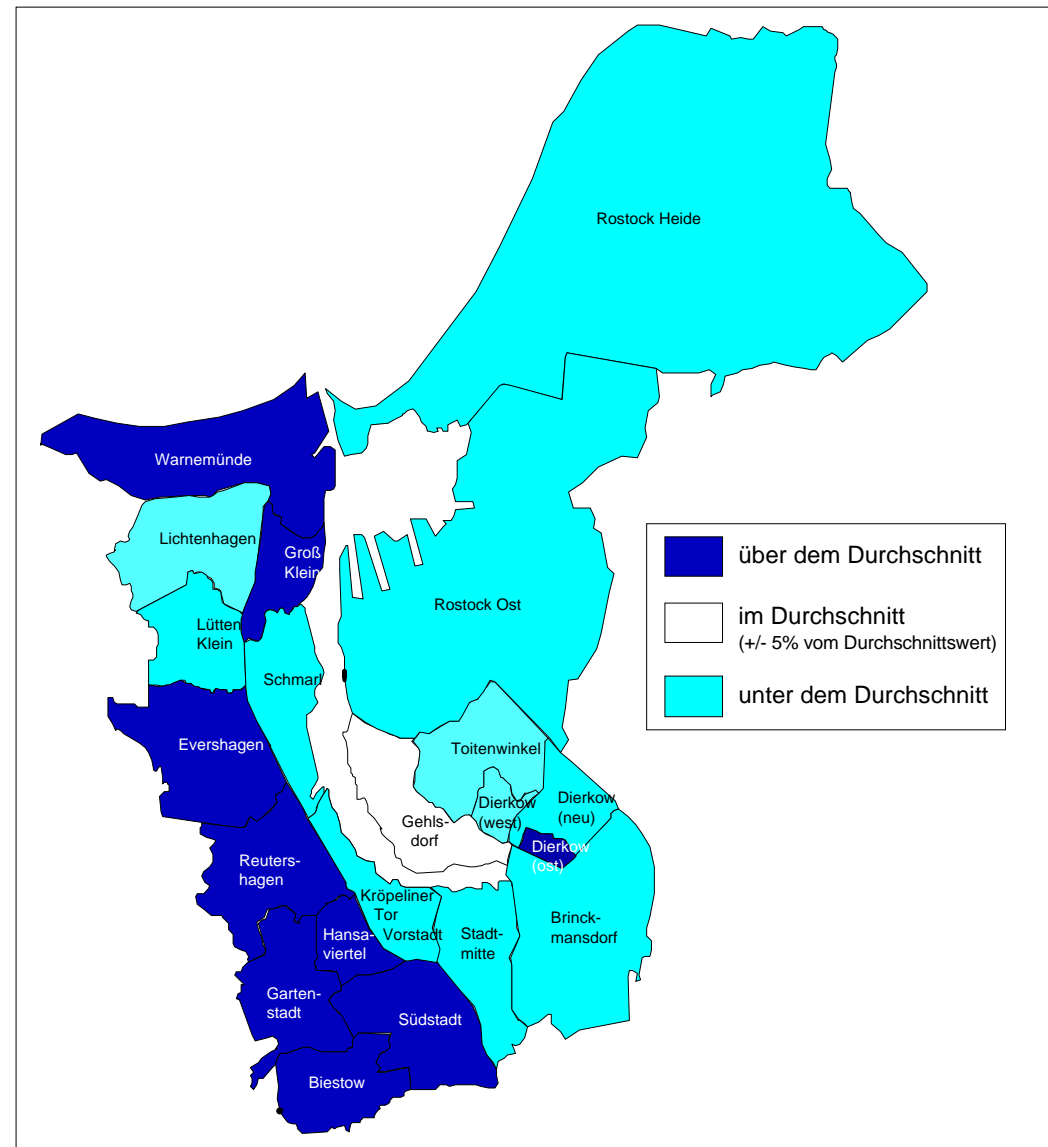 Rostock Heide
Warnemünde
Lichtenhagen
Groß
Klein
Rostock Ost
Lütten
Klein
Schmarl
Evershagen
Toitenwinkel
Dierkow
(west)
Dierkow
(neu)
Gehls-
dorf
Dierkow
(ost)
Reuters-
hagen
Kröpeliner
Tor
Vorstadt
Hansa-
viertel
Stadt-
mitte
Brinck-
mansdorf
Garten-
stadt
Südstadt
Biestow
über dem Durchschnitt
im Durchschnitt
(+/- 5% vom Durchschnittswert)
unter dem Durchschnitt